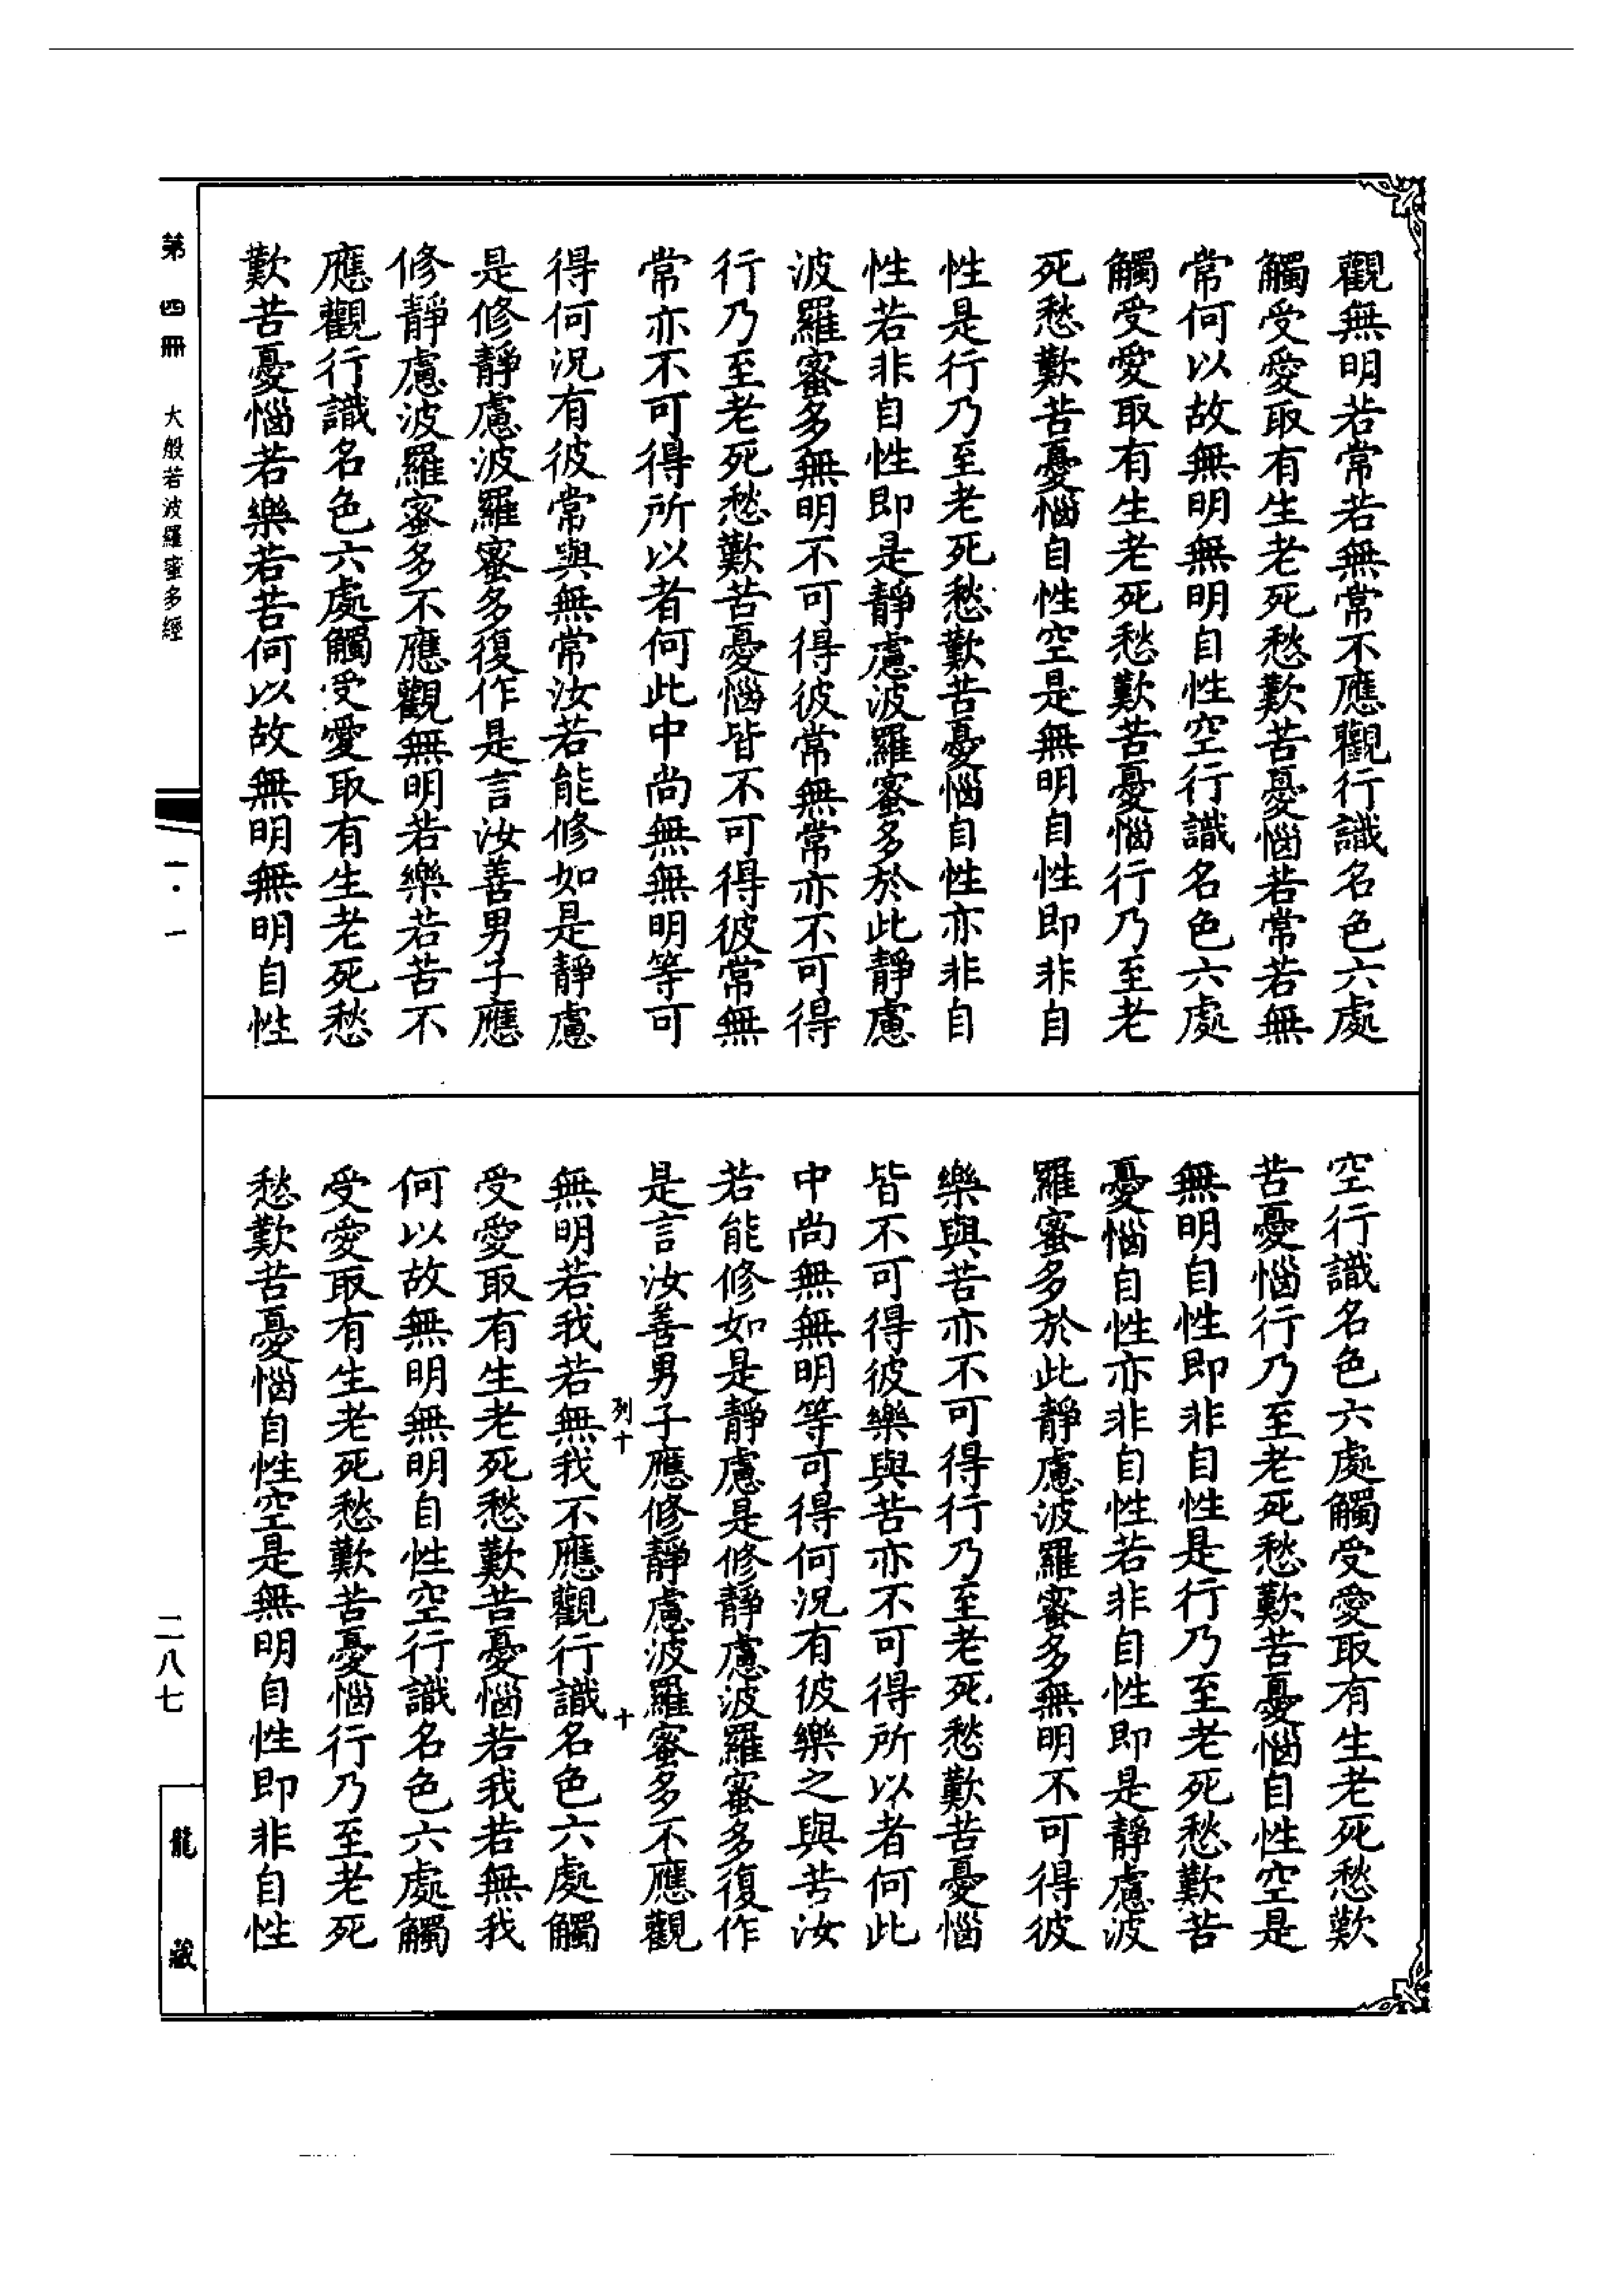 觀無明若常若無常不應觀行識名色六處
觸受愛取有生老死愁歎苦憂惱若常若無
常何以故無明無明自性空行識名色六處
觸受愛取有生老死愁歎苦憂惱行乃至老
死愁歎苦憂惱自性空是無明自性即非自
性是行乃至老死愁歎苦憂惱自性亦非自
性若非自性即是靜慮波羅蜜多於此靜慮
波羅蜜多無明不可得彼常無常亦不可得
行乃至老死愁歎苦憂惱皆不可得彼常無
常亦不可得所以者何此中尚無無明等可
得何況有彼常與無常汝若能修如是靜慮
是修靜慮波羅蜜多復作是言汝善男子應
修靜慮波羅蜜多不應觀無明若樂若苦不
應觀行識名色六處觸受愛取有生老死愁
歎苦憂惱若樂若苦何以故無明無明自性
空行識名色六處觸受愛取有生老死愁歎
苦憂惱行乃至老死愁歎苦憂惱自性空是
無明自性即非自性是行乃至老死愁歎苦
憂惱自性亦非自性若非自性即是靜慮波
羅蜜多於此靜慮波羅蜜多無明不可得彼
樂與苦亦不可得行乃至老死愁歎苦憂惱
皆不可得彼樂與苦亦不可得所以者何此
中尚無無明等可得何況有彼樂之與苦汝
若能修如是靜慮是修靜慮波羅蜜多復作
是言汝善男子應修靜慮波羅蜜多不應觀
列十 十
無明若我若無我不應觀行識名色六處觸
受愛取有生老死愁歎苦憂惱若我若無我
何以故無明無明自性空行識名色六處觸
受愛取有生老死愁歎苦憂惱行乃至老死
愁歎苦憂惱自性空是無明自性即非自性
第四冊 大般若波羅蜜多經
一·一
二八七
龍藏